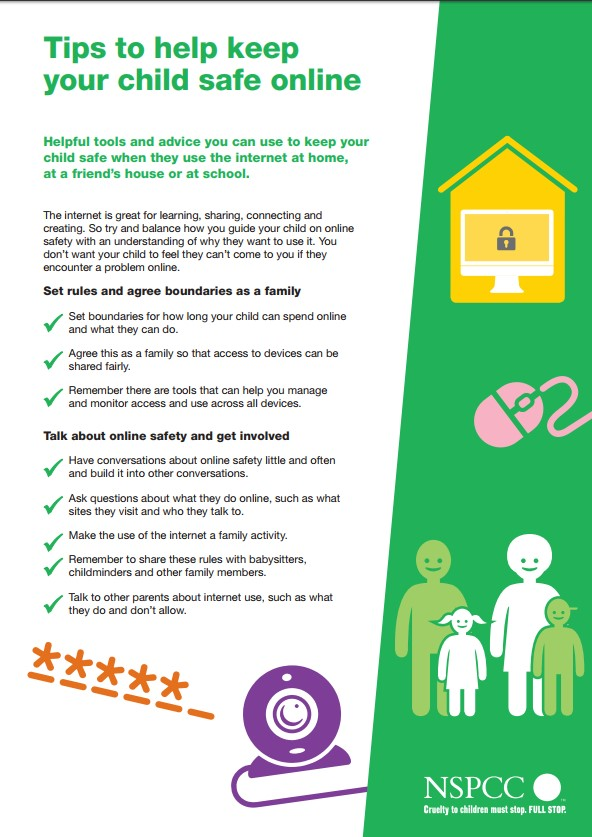 Tips to help keep
your child safe online
Helpful tools and advice you can use to keep your
child safe when they use the internet at home,
at a friend's house or at school.
The internet is great for learning, sharing, connecting and
creating. So try and balance how you guide your child on online
safety with an understanding of why they want to use it. You
don't want your child to feel they can't come to you if they
encounter a problem online.
Set rules and agree boundaries as a family
Set boundaries for how long your child can spend online
and what they can do.
Agree this as a family so that access to devices can be
shared fairly.
Remember there are tools that can help you manage
and monitor access and use across all devices.
Talk about online safety and get involved
Have conversations about online safety little and often
and build it into other conversations.
Ask questions about what they do online, such as what
sites they visit and who they talk to.
Make the use of the internet a family activity.
Remember to share these rules with babysitters,
childminders and other family members.
Talk to other parents about internet use, such as what
they do and don't allow.
*****
NSPCC
Cruelty to children must stop. FULL STOP.